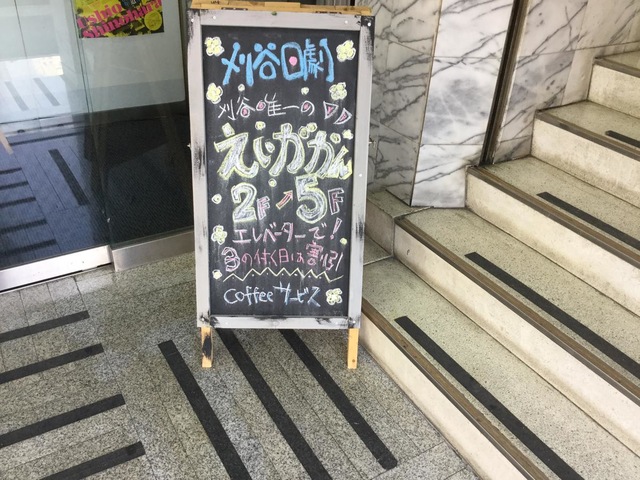 刈谷日劇
刈谷唯一の
えいがかん
2F→5F
エレベーターで!
3の付く日は割引
Coffeeサービス